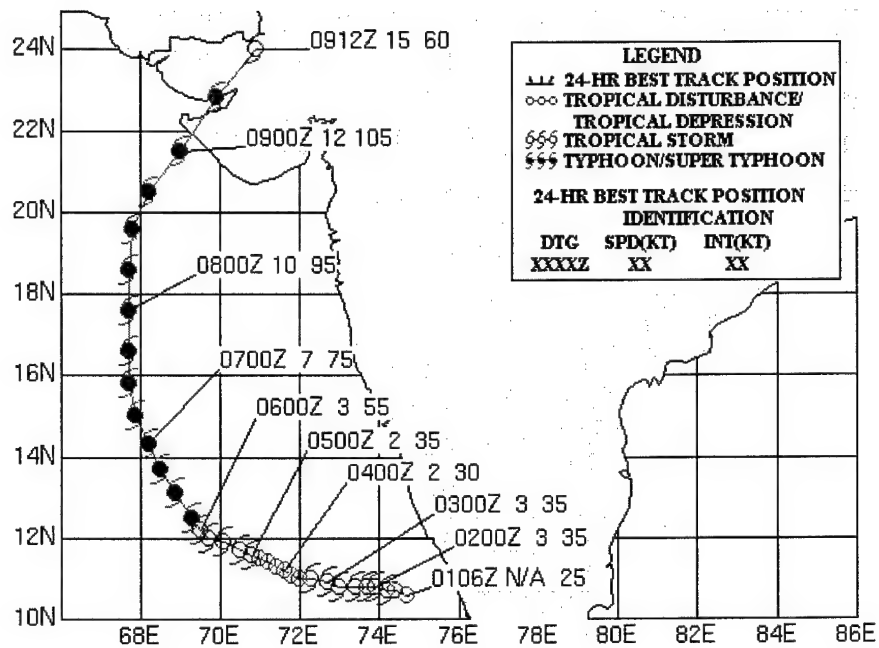 24N
22N
20N
18N
16N
14N
12N
10N
68E 70E 72E 74E 76E 78E 80E 82E 84E 86E
0912Z 15 60
0900Z 12 105
0800Z 10 95
0700Z 7 75
0600Z 3 55
0500Z 2 35
0400Z 2 30
0300Z 3 35
0200Z 3 35
0106Z N/A 25
LEGEND
24-HR BEST TRACK POSITION
TROPICAL DISTURBANCE/
TROPICAL DEPRESSION
TROPICAL STORM
TYPHOON/SUPER TYPHOON
24-HR BEST TRACK POSITION
IDENTIFICATION
DTG SPD(KT) INT(KT)
XXXXZ XX XX